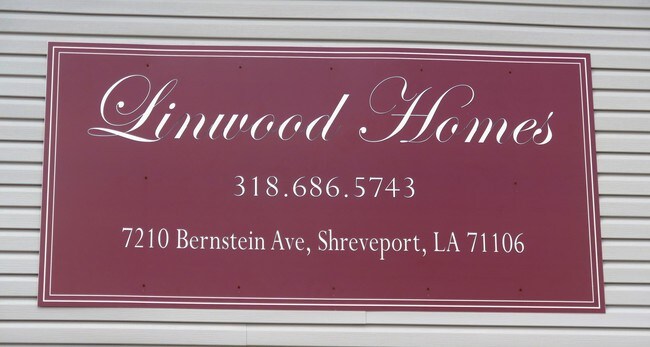 Linwood Homes
318.686.5743
7210 Bernstein Ave, Shreveport, LA 71106